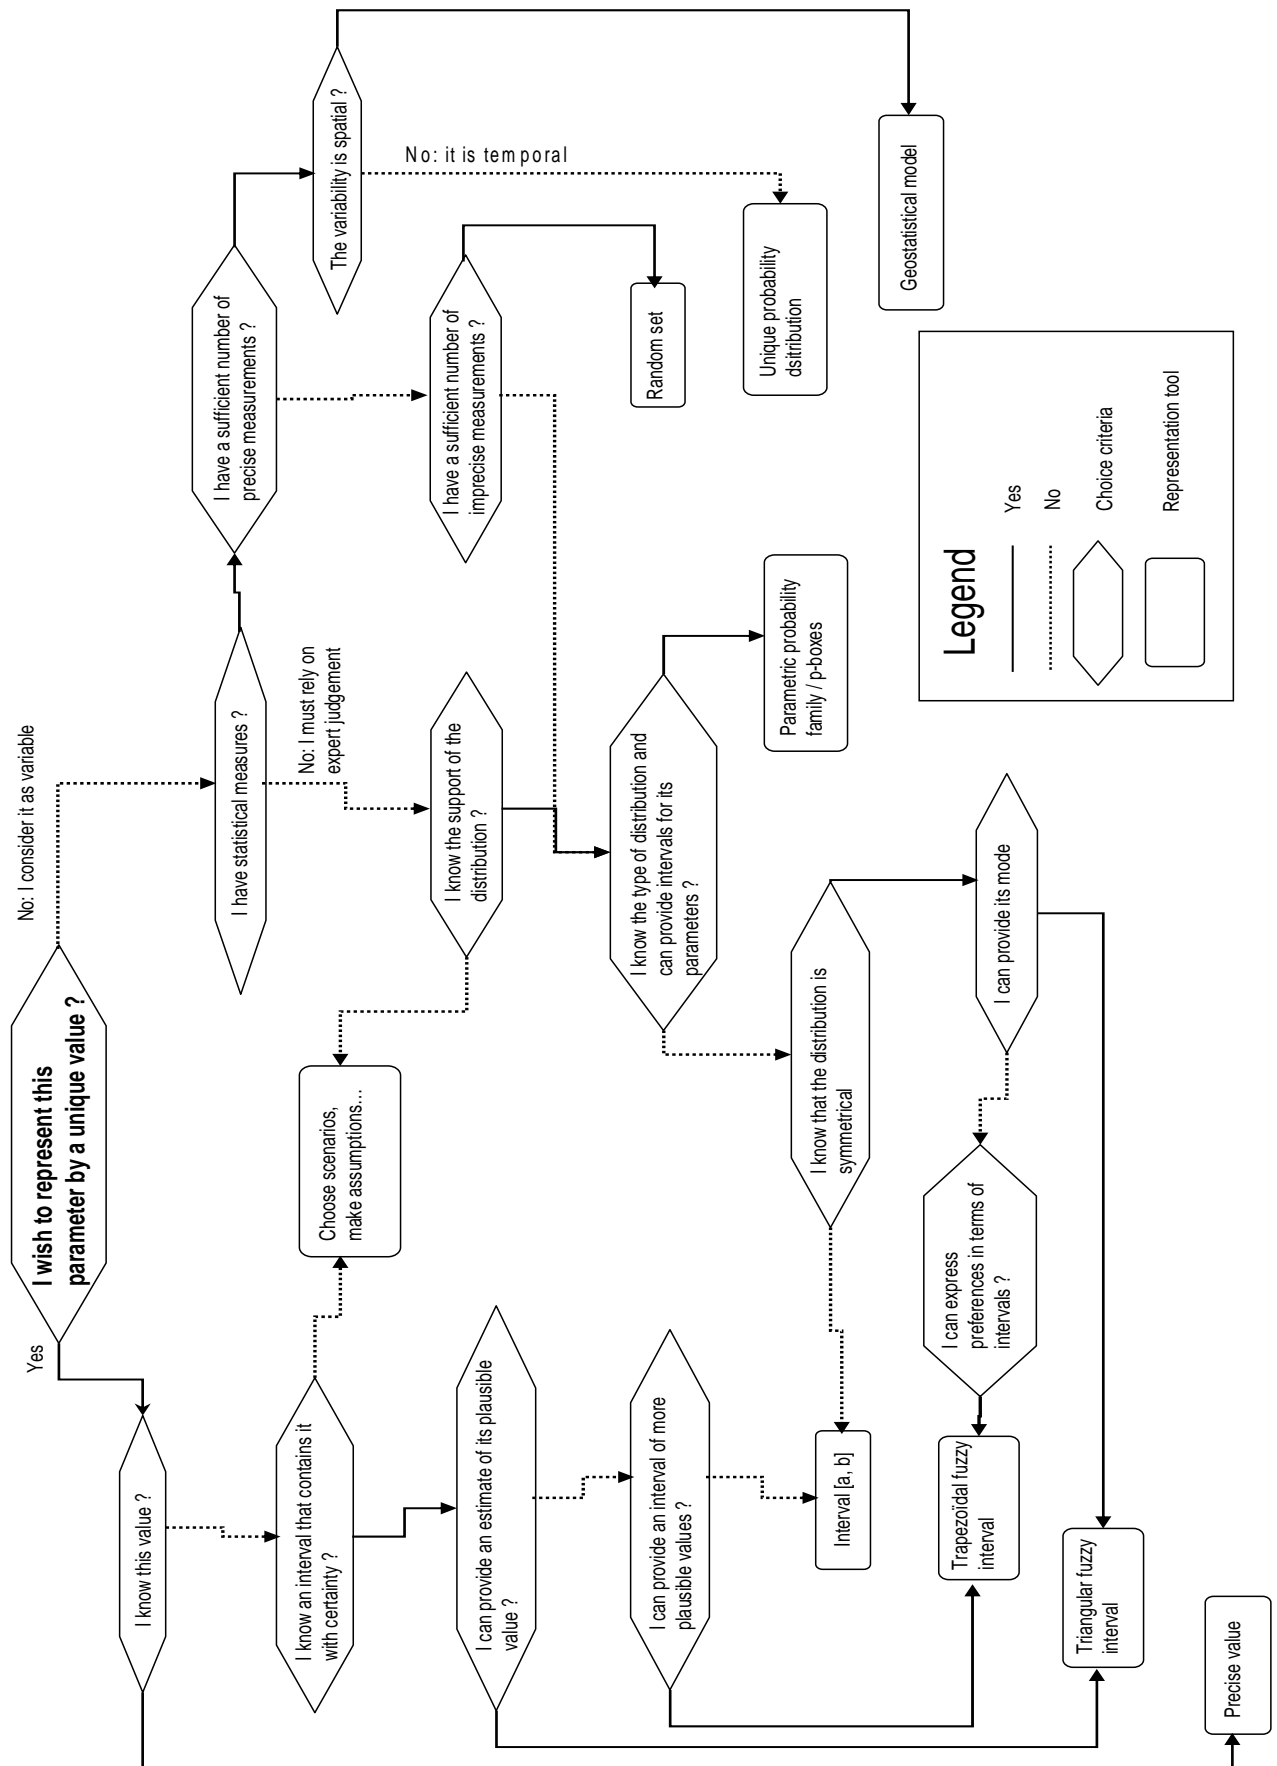 Yes
I wish to represent this
parameter by a unique value ?
No: I consider it as variable
I know this value ?
I know an interval that contains it
with certainty ?
I can provide an estimate of its plausible
value ?
I can provide an interval of more
plausible values ?
Choose scenarios,
make assumptions…
I have statistical measures ?
No: I must rely on
expert judgement
I know the support of the
distribution ?
I have a sufficient number of
precise measurements ?
I have a sufficient number of
imprecise measurements ?
The variability is spatial ?
No: it is temporal
I know the type of distribution and
can provide intervals for its
parameters ?
I know that the distribution is
symmetrical
I can provide its mode
I can express
preferences in terms of
intervals ?
Precise value
Triangular fuzzy
interval
Trapezoïdal fuzzy
interval
Interval [a, b]
Parametric probability
family / p-boxes
Random set
Unique probability
dsitribution
Geostatistical model
Legend
Yes
No
Choice criteria
Representation tool